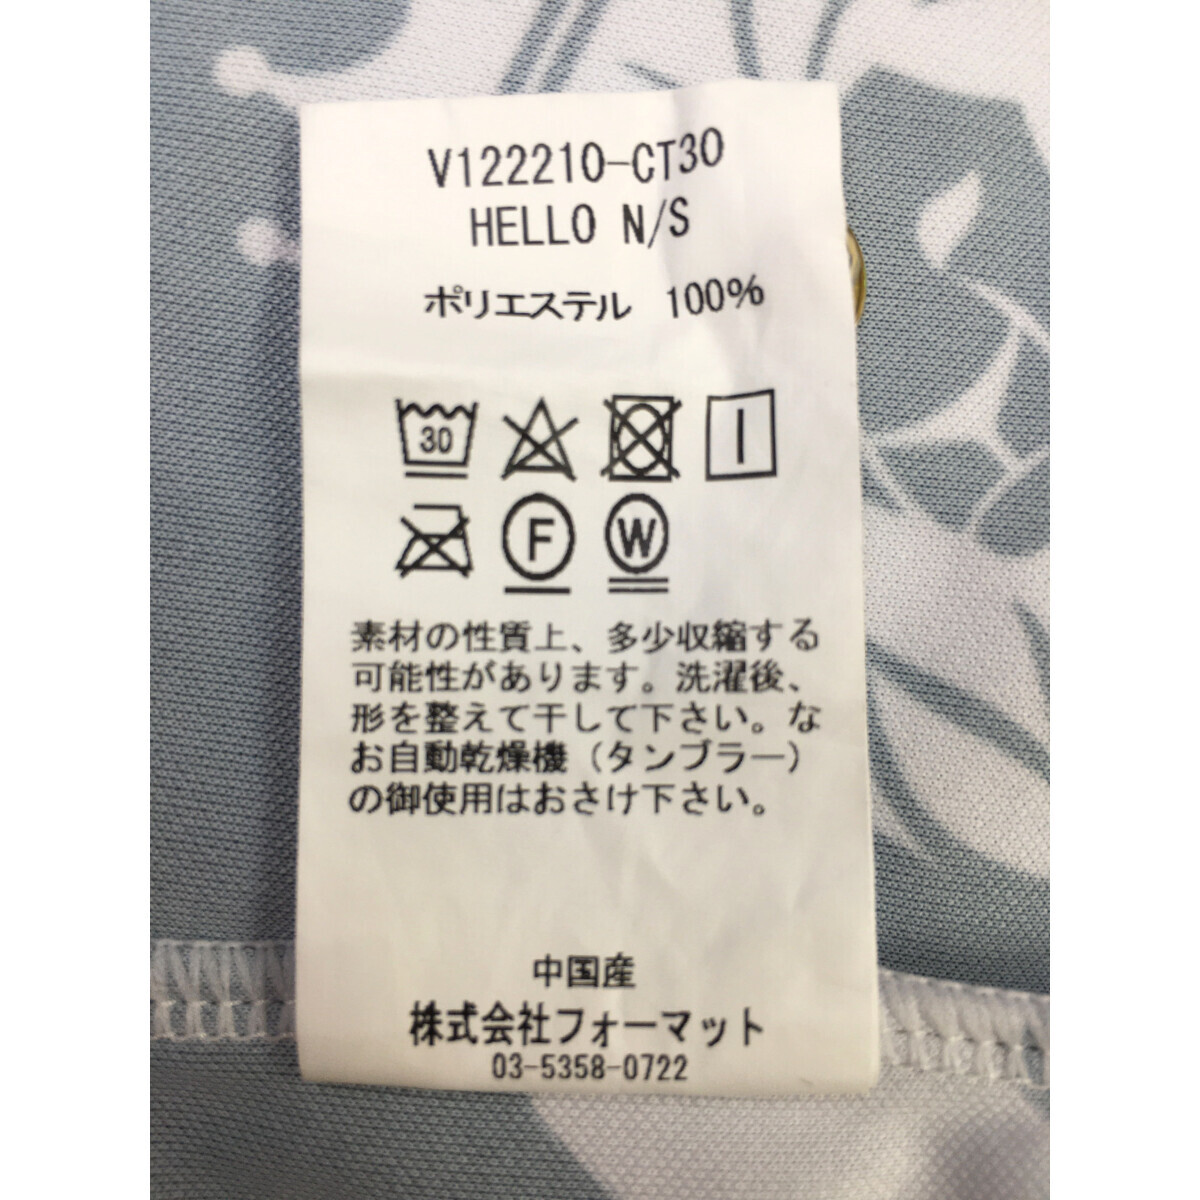 V122210-CT30
HELLO N/S
ポリエステル 100%
30
F W
素材の性質上、多少収縮する
可能性があります。洗濯後、
形を整えて干して下さい。な
お自動乾燥機（タンブラー）
の御使用はおさけ下さい。
中国産
株式会社フォーマット
03-5358-0722